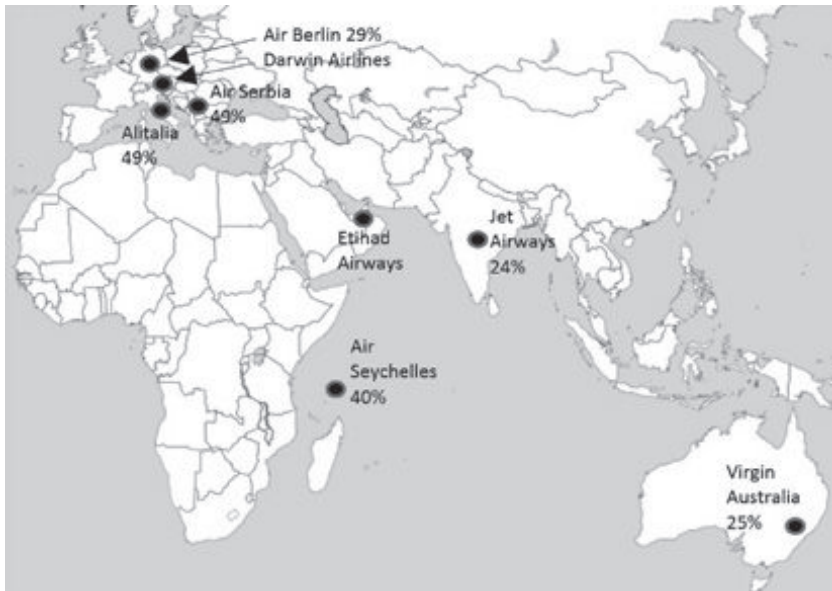 Air Berlin 29%
Darwin Airlines
Air Serbia
49%
Alitalia
49%
Etihad
Airways
Jet
Airways
24%
Air
Seychelles
40%
Virgin
Australia
25%